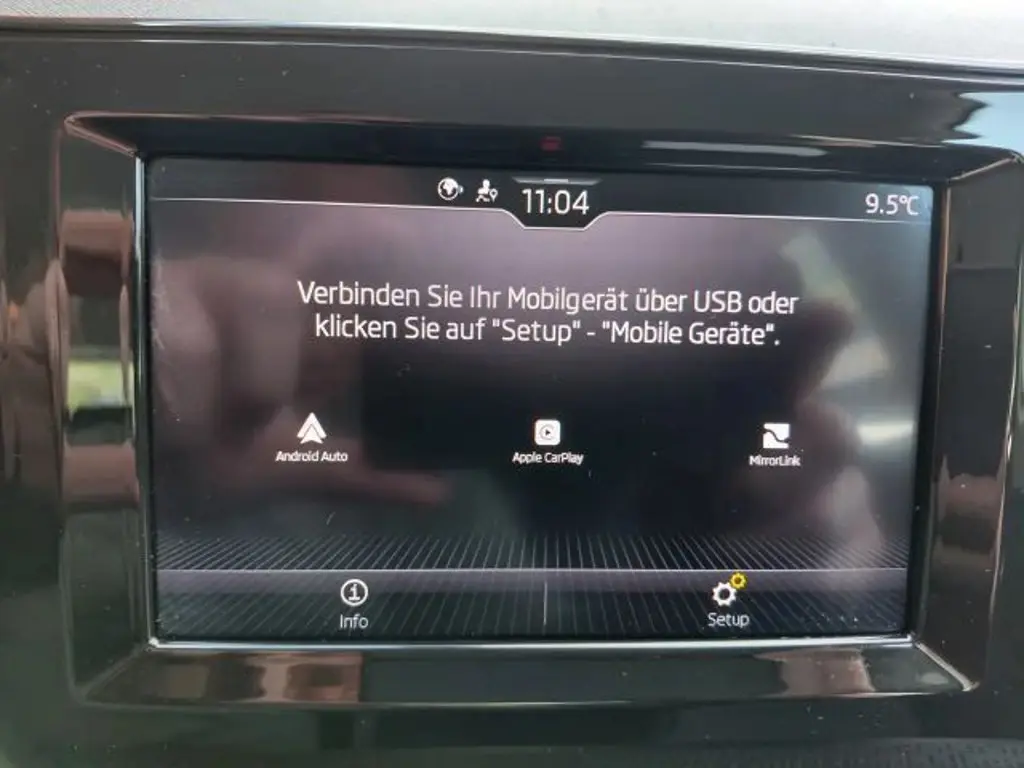 11:04
9.5°C
Verbinden Sie Ihr Mobilgerät über USB oder
klicken Sie auf "Setup" - "Mobile Geräte".
Android Auto
Apple CarPlay
MirrorLink
Info
Setup